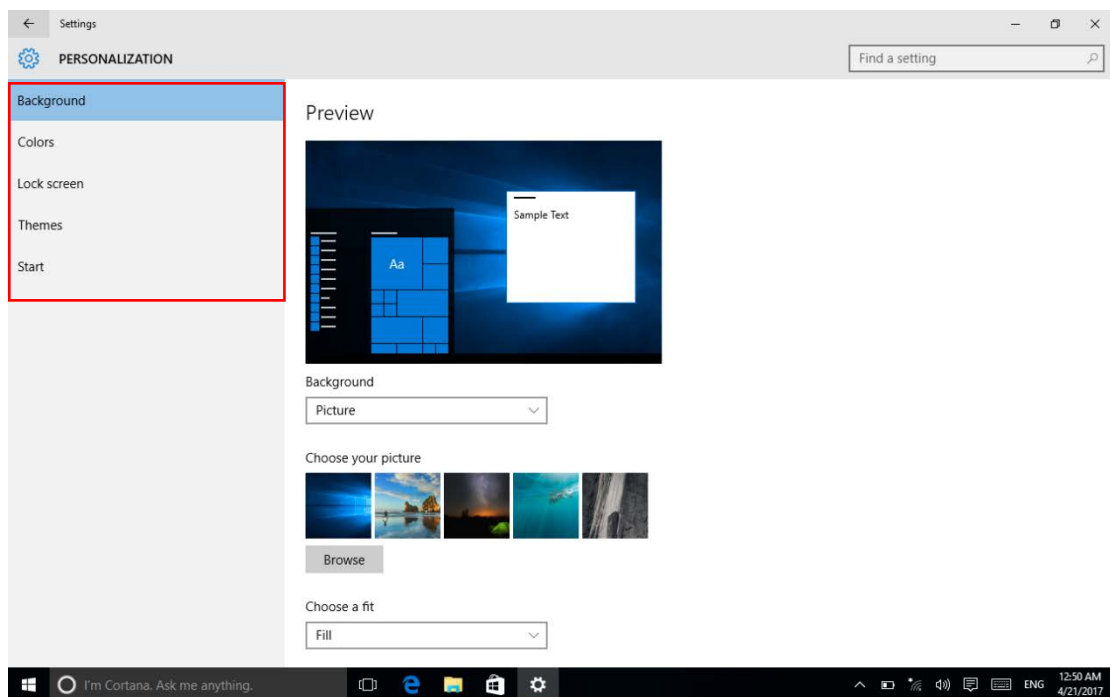 Settings
PERSONALIZATION
Find a setting
Background
Colors
Lock screen
Themes
Start
Preview
Sample Text
Aa
Background
Picture
Choose your picture
Browse
Choose a fit
Fill
I'm Cortana. Ask me anything.
ENG
12:50 AM
4/21/2017